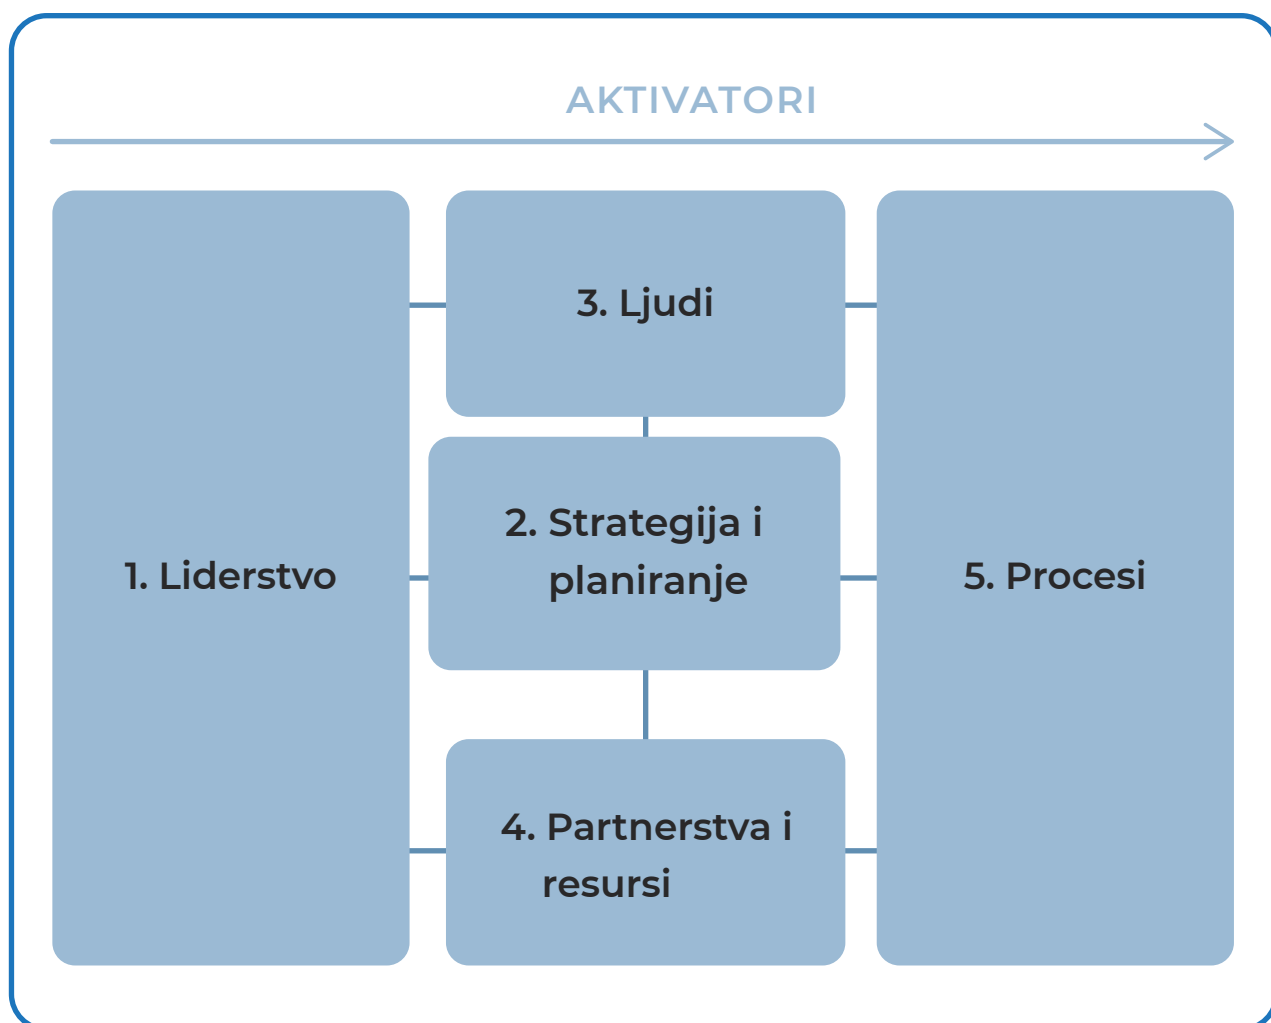 AKTIVATORI
1. Liderstvo
3. Ljudi
2. Strategija i
planiranje
4. Partnerstva i
resursi
5. Procesi